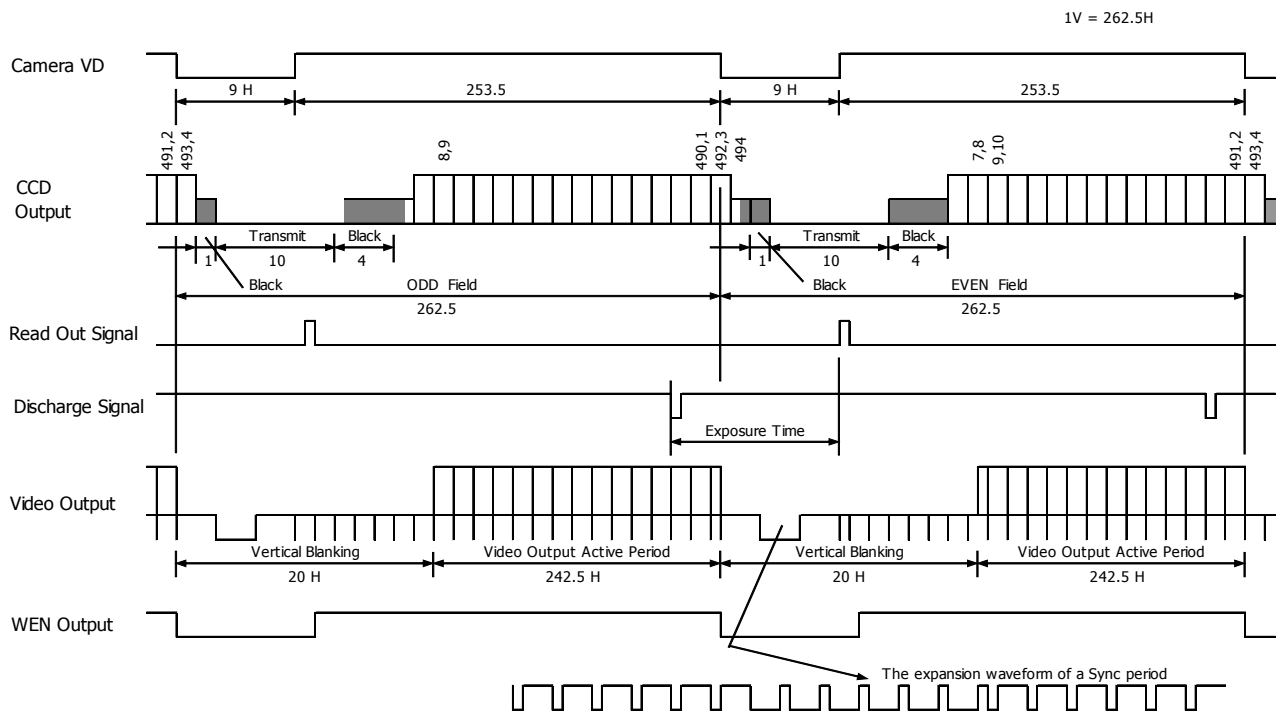 1V = 262.5H
Camera VD
9 H
253.5
9 H
253.5
491,2
493,4
8,9
490,1
492,3
494
7,8
9,10
491,2
493,4
CCD
Output
Transmit
Black
Transmit
Black
1
10
4
1
10
4
Black
ODD Field
Black
EVEN Field
262.5
262.5
Read Out Signal
Discharge Signal
Exposure Time
Video Output
Vertical Blanking
Video Output Active Period
Vertical Blanking
Video Output Active Period
20 H
242.5 H
20 H
242.5 H
WEN Output
The expansion waveform of a Sync period